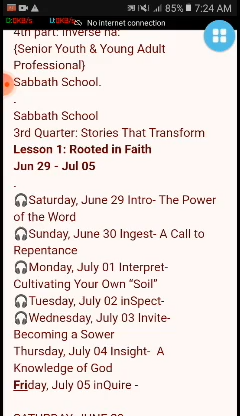 0:0KB/s U:0KB/s 85% 7:24 AM
No internet connection
4th part: Inverse na:
{Senior Youth & Young Adult
Professional}
Sabbath School.
.
Sabbath School
3rd Quarter: Stories That Transform
Lesson 1: Rooted in Faith
Jun 29 - Jul 05
.
🎧Saturday, June 29 Intro- The Power
of the Word
🎧Sunday, June 30 Ingest- A Call to
Repentance
🎧Monday, July 01 Interpret-
Cultivating Your Own “Soil”
🎧Tuesday, July 02 inSpect-
🎧Wednesday, July 03 Invite-
Becoming a Sower
Thursday, July 04 Insight- A
Knowledge of God
Friday, July 05 inQuire -